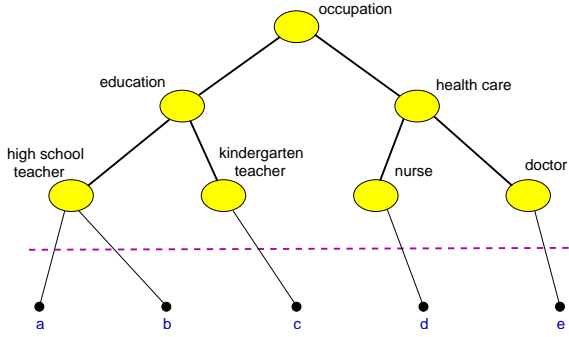 occupation
education
health care
high school
teacher
kindergarten
teacher
nurse
doctor
a
b
c
d
e